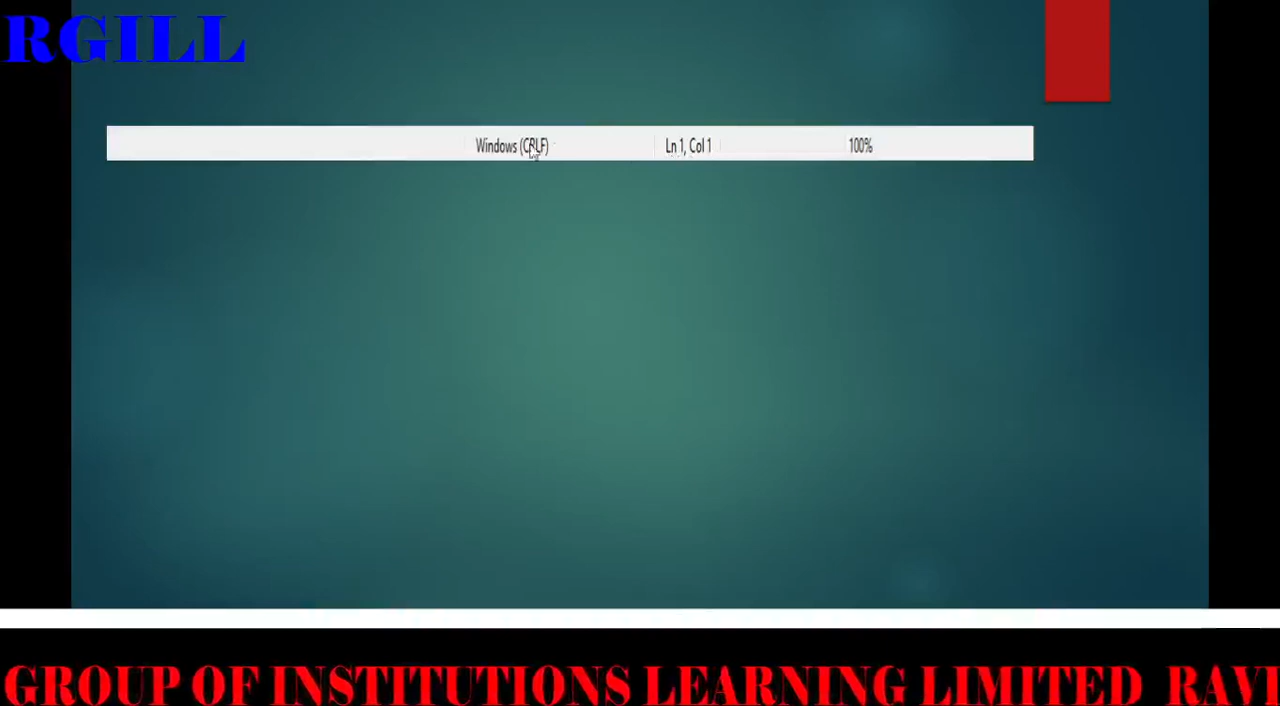 RGILL
Windows (CRLF) Ln 1, Col 1 100%
GROUP OF INSTITUTIONS LEARNING LIMITED RAVI